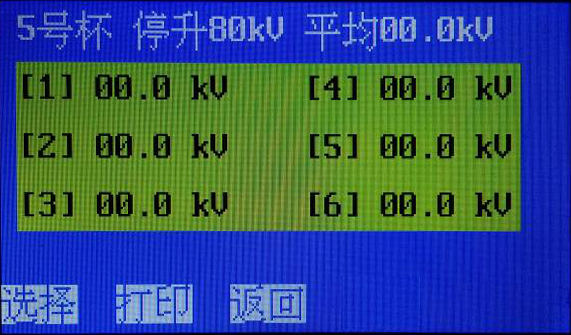 5号杯 停升80kV 平均00.0kV
[1] 00.0 kV [4] 00.0 kV
[2] 00.0 kV [5] 00.0 kV
[3] 00.0 kV [6] 00.0 kV
选择 打印 返回